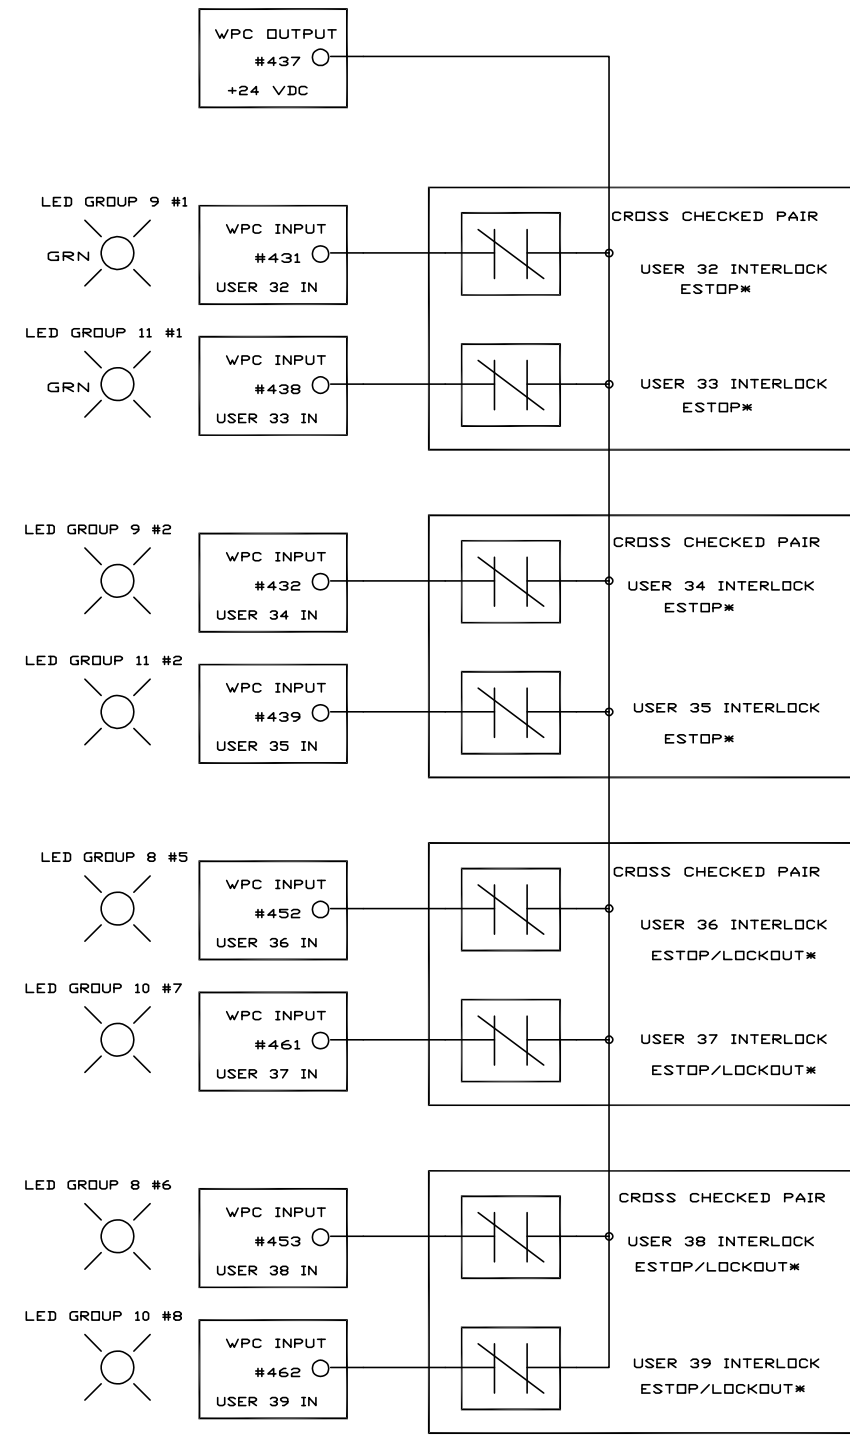 WPC OUTPUT
#437
+24 VDC
LED GROUP 9 #1
GRN
WPC INPUT
#431
USER 32 IN
CROSS CHECKED PAIR
USER 32 INTERLOCK
ESTOP*
LED GROUP 11 #1
GRN
WPC INPUT
#438
USER 33 IN
USER 33 INTERLOCK
ESTOP*
LED GROUP 9 #2
WPC INPUT
#432
USER 34 IN
CROSS CHECKED PAIR
USER 34 INTERLOCK
ESTOP*
LED GROUP 11 #2
WPC INPUT
#439
USER 35 IN
USER 35 INTERLOCK
ESTOP*
LED GROUP 8 #5
WPC INPUT
#452
USER 36 IN
CROSS CHECKED PAIR
USER 36 INTERLOCK
ESTOP/LOCKOUT*
LED GROUP 10 #7
WPC INPUT
#461
USER 37 IN
USER 37 INTERLOCK
ESTOP/LOCKOUT*
LED GROUP 8 #6
WPC INPUT
#453
USER 38 IN
CROSS CHECKED PAIR
USER 38 INTERLOCK
ESTOP/LOCKOUT*
LED GROUP 10 #8
WPC INPUT
#462
USER 39 IN
USER 39 INTERLOCK
ESTOP/LOCKOUT*